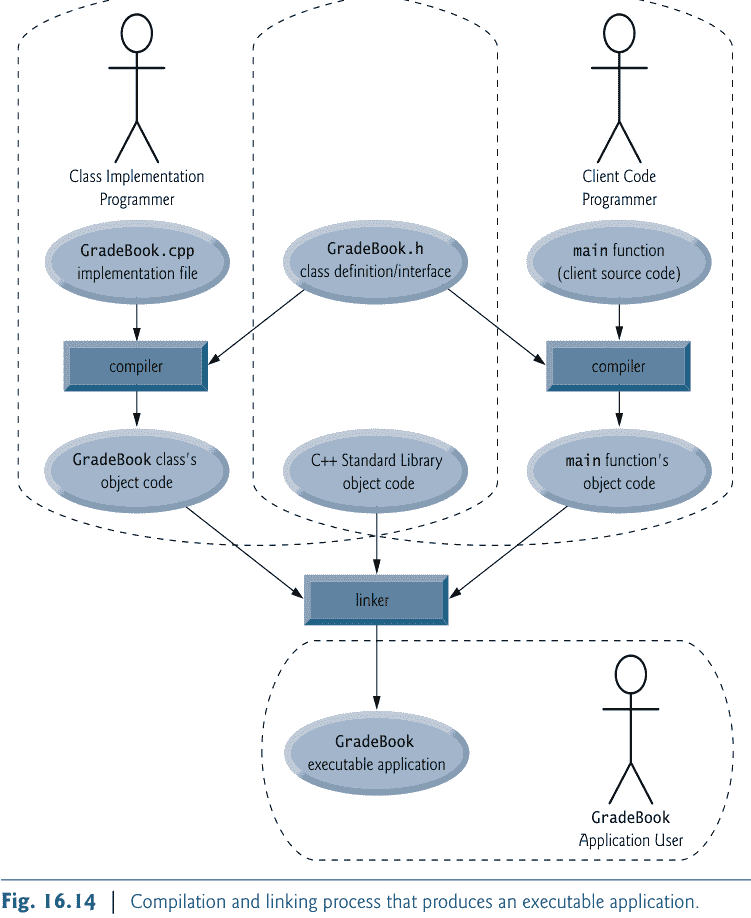 Class Implementation
Programmer
Client Code
Programmer
GradeBook.cpp
implementation file
GradeBook.h
class definition/interface
main function
(client source code)
compiler
compiler
GradeBook class's
object code
C++ Standard Library
object code
main function's
object code
linker
GradeBook
executable application
GradeBook
Application User
Fig. 16.14 | Compilation and linking process that produces an executable application.